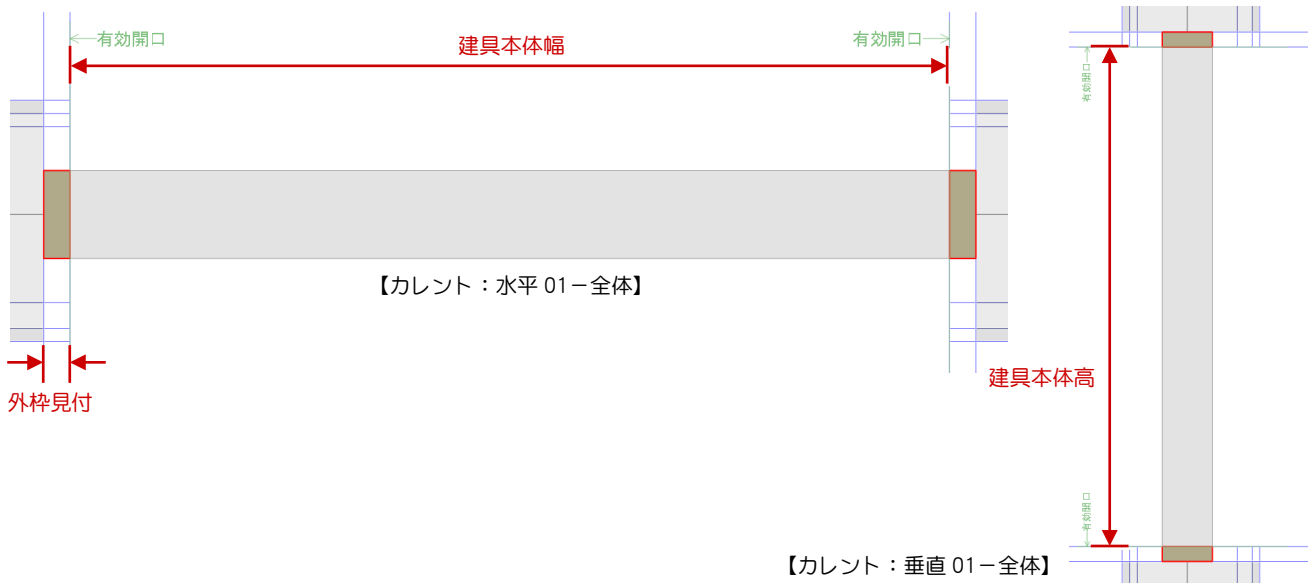 有効開口
建具本体幅
有効開口
有効開口
【カレント：水平 01－全体】
建具本体高
外枠見付
有効開口
【カレント：垂直 01－全体】